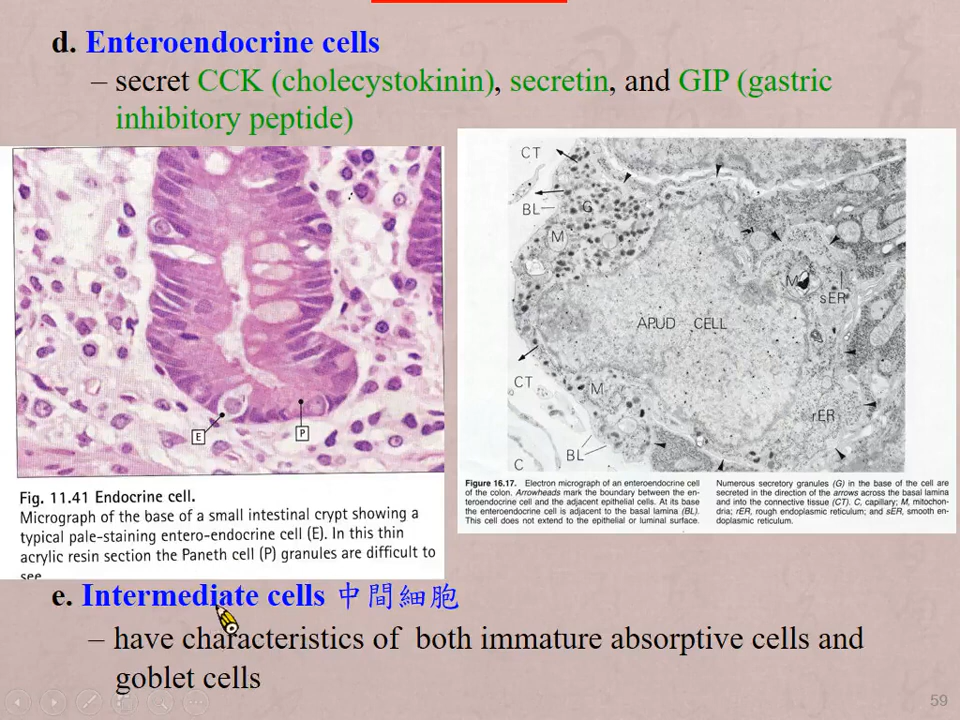 d. Enteroendocrine cells
– secret CCK (cholecystokinin), secretin, and GIP (gastric
inhibitory peptide)
E
P
Fig. 11.41 Endocrine cell.
Micrograph of the base of a small intestinal crypt showing a
typical pale-staining entero-endocrine cell (E). In this thin
acrylic resin section the Paneth cell (P) granules are difficult to
see
CT
BL
G
M
M
sER
APUD CELL
CT
M
rER
BL
C
Figure 16.17. Electron micrograph of an enteroendocrine cell
of the colon. Arrowheads mark the boundary between the en-
teroendocrine cell and the adjacent epithelial cells. At its base
the enteroendocrine cell is adjacent to the basal lamina (BL).
This cell does not extend to the epithelial or luminal surface.
Numerous secretory granules (G) in the base of the cell are
secreted in the direction of the arrows across the basal lamina
and into the connective tissue (CT). C, capillary; M, mitochon-
dria; rER, rough endoplasmic reticulum; and sER, smooth en-
doplasmic reticulum.
e. Intermediate cells 中間細胞
– have characteristics of both immature absorptive cells and
goblet cells
59